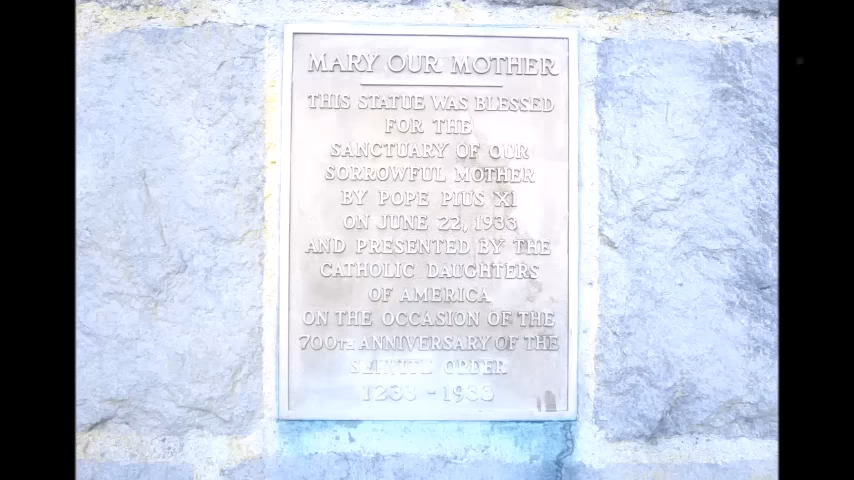 MARY OUR MOTHER
THIS STATUE WAS BLESSED
FOR THE
SANCTUARY OF OUR
SORROWFUL MOTHER
BY POPE PIUS XI
ON JUNE 22, 1933
AND PRESENTED BY THE
CATHOLIC DAUGHTERS
OF AMERICA
ON THE OCCASION OF THE
700TH ANNIVERSARY OF THE
SERVITE ORDER
1233 - 1933